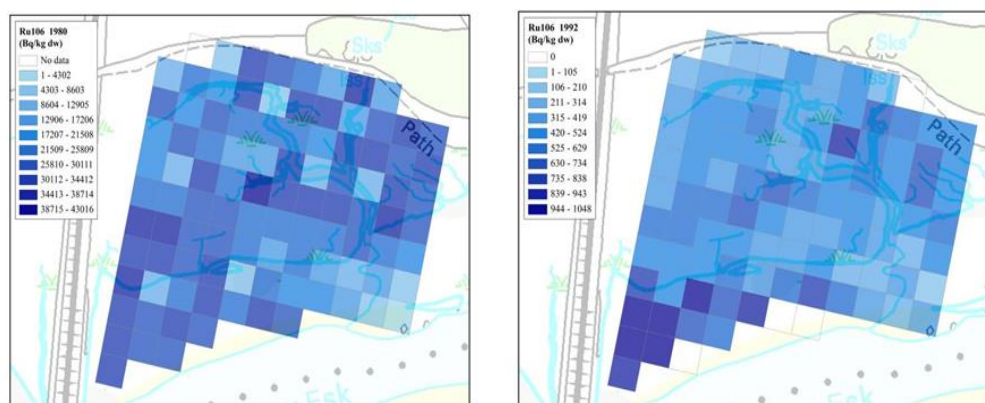 Ru106 1980
(Bq/kg dw)
No data
1 - 4302
4303 - 8603
8604 - 12905
12906 - 17206
17207 - 21508
21509 - 25809
25810 - 30111
30112 - 34412
34413 - 38714
38715 - 43016
Sks
Iss
Path
Esk
Ru106 1992
(Bq/kg dw)
0
1 - 105
106 - 210
211 - 314
315 - 419
420 - 524
525 - 629
630 - 734
735 - 838
839 - 943
944 - 1048
Sks
Iss
Path
Esk